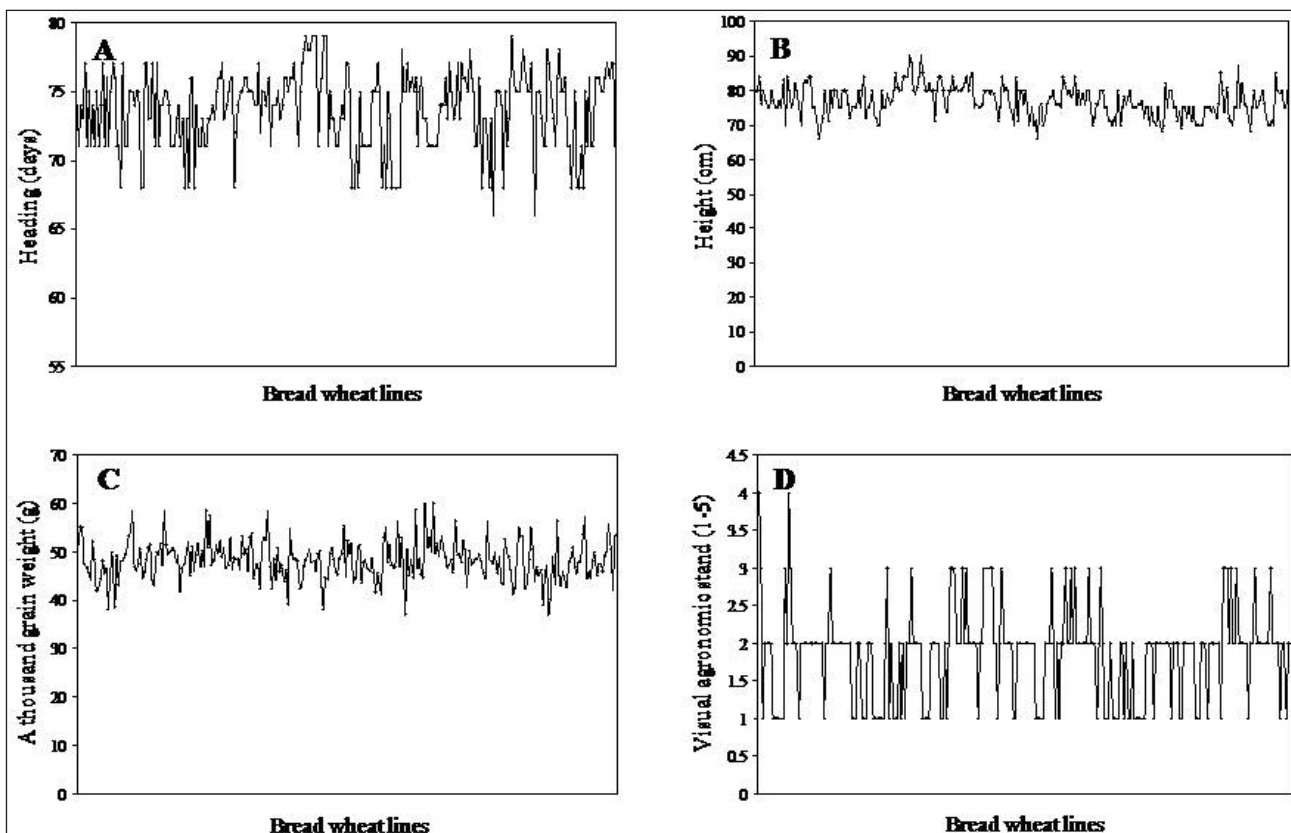 A
Heading (days)
80
75
70
65
60
55
Bread wheat lines
B
Height (cm)
100
90
80
70
60
50
40
30
20
10
0
Bread wheat lines
C
A thousand grain weight (g)
70
60
50
40
30
20
10
0
Bread wheat lines
D
Visual agronomic stand (1-5)
4.5
4
3.5
3
2.5
2
1.5
1
0.5
0
Bread wheat lines